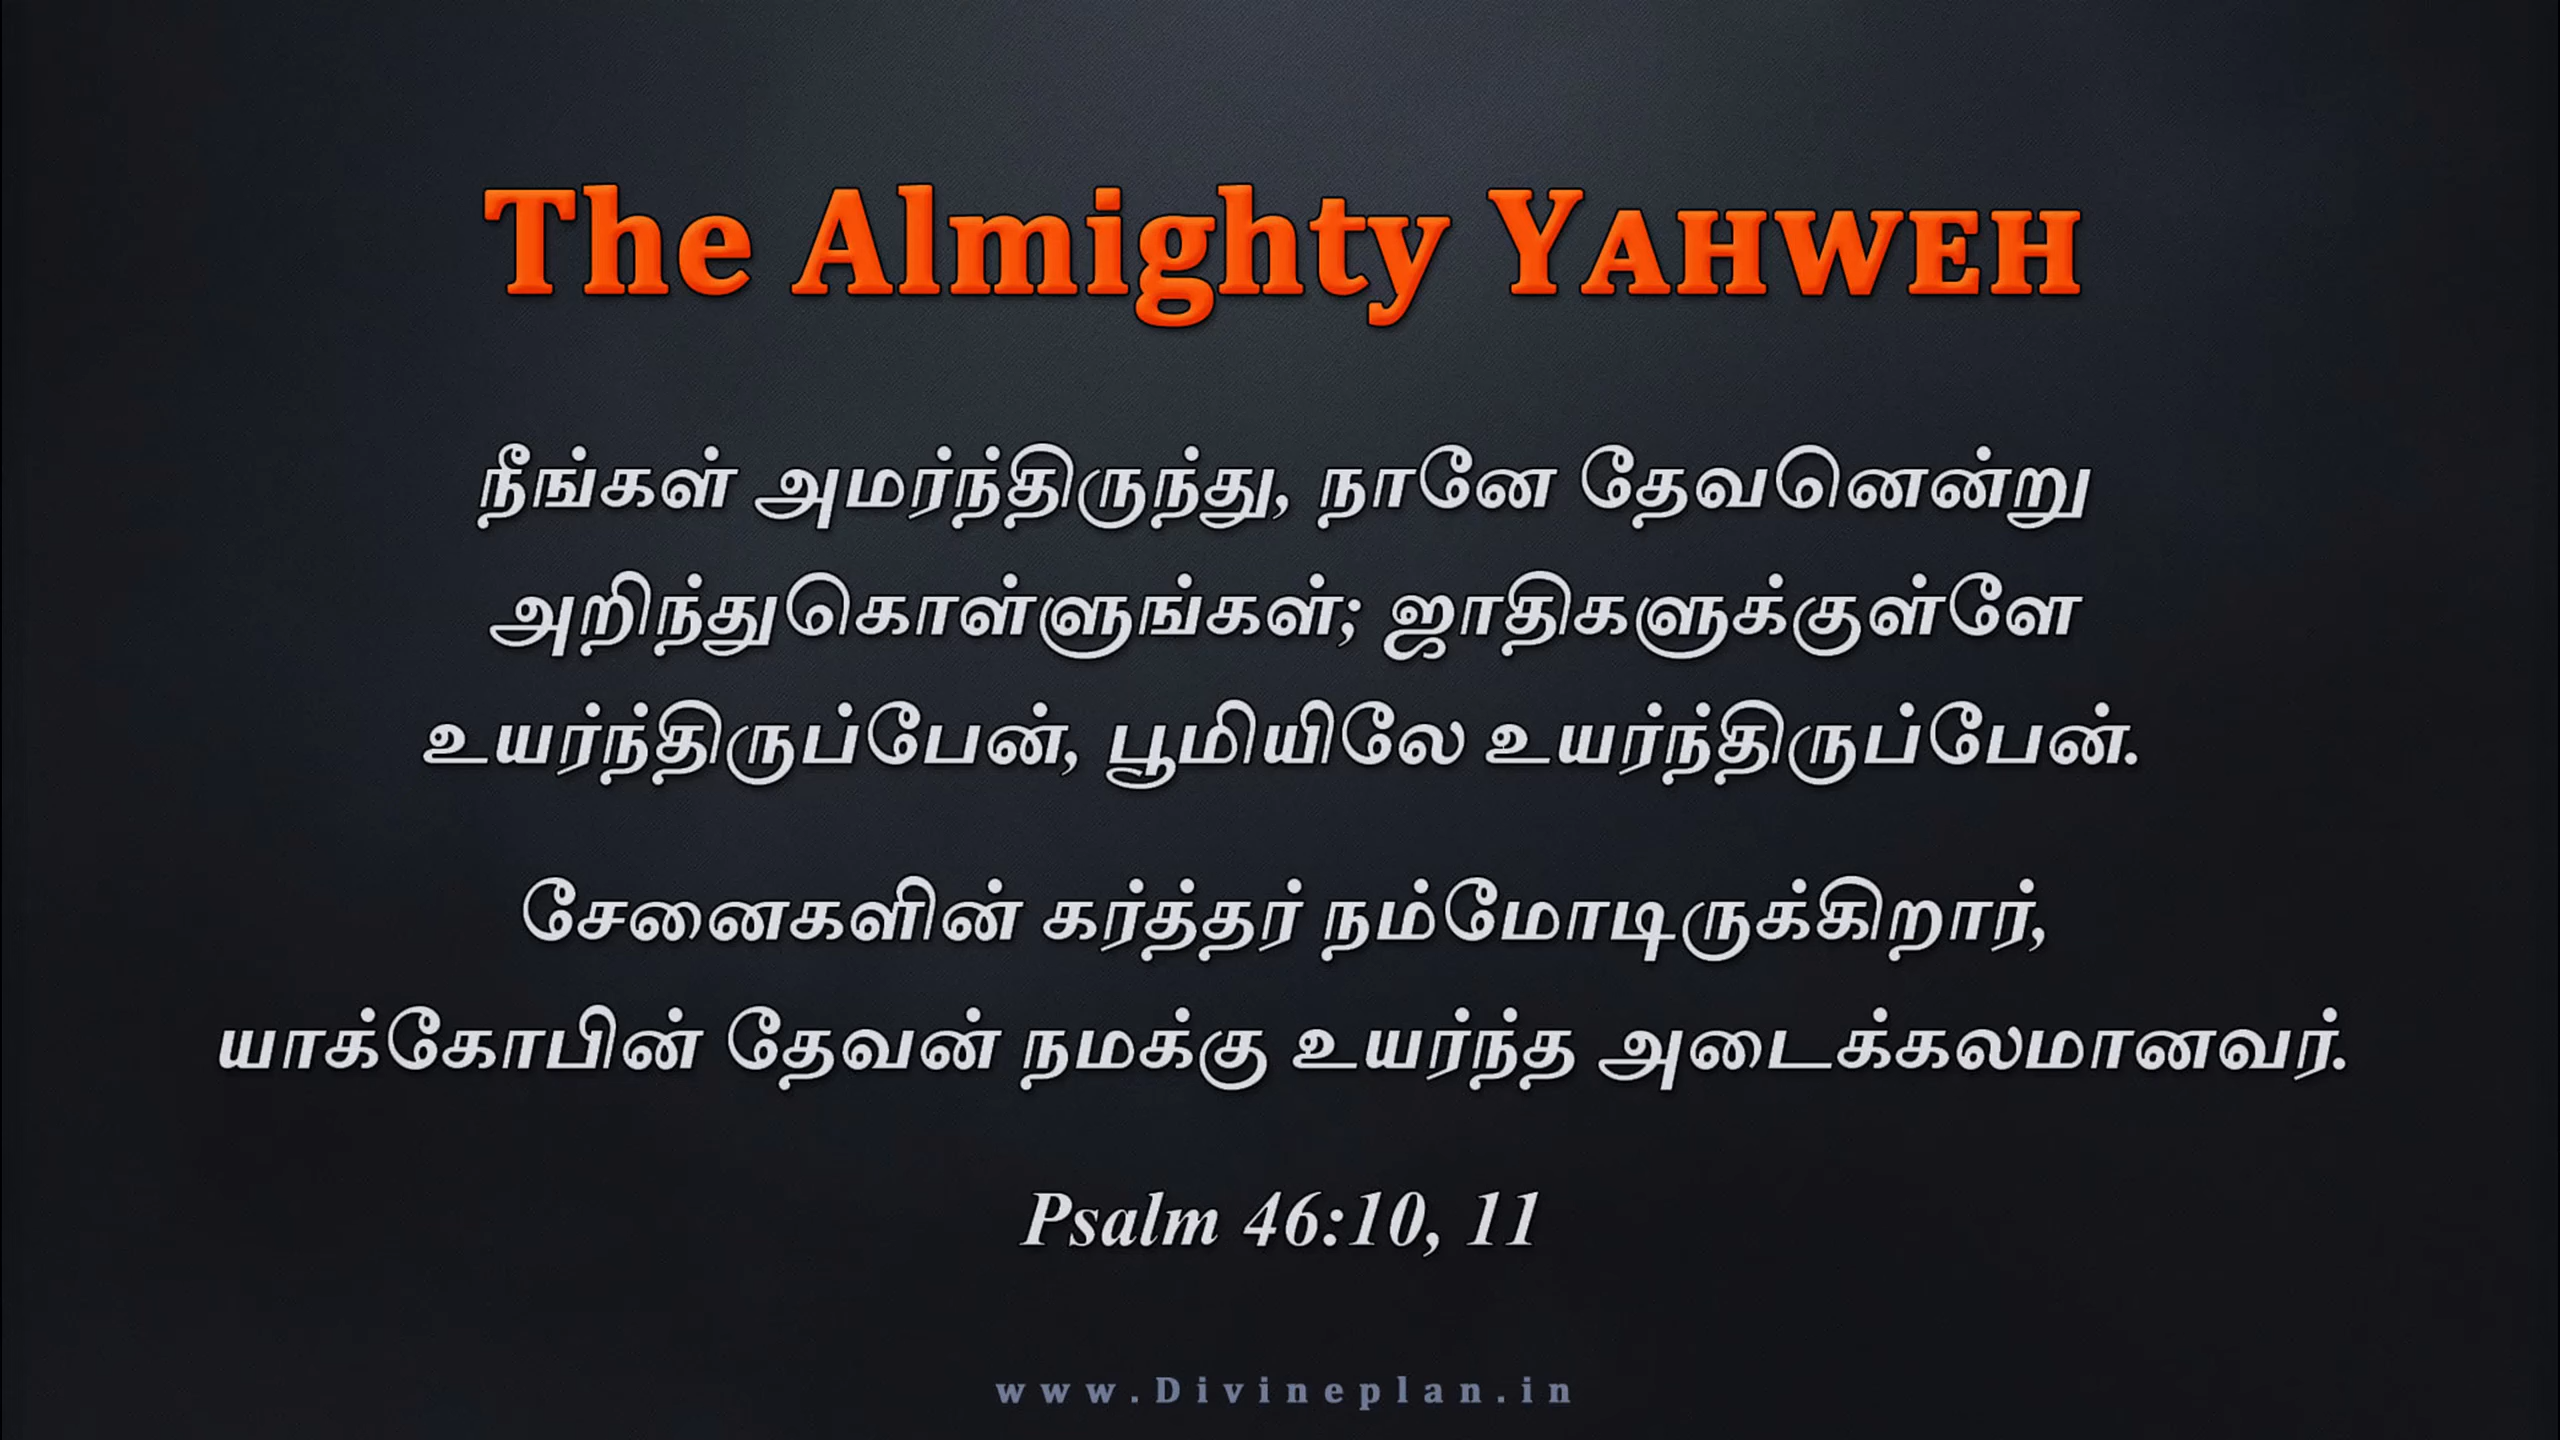 The Almighty YAHWEH
நீங்கள் அமர்ந்திருந்து, நானே தேவனென்று
அறிந்துகொள்ளுங்கள்; ஜாதிகளுக்குள்ளே
உயர்ந்திருப்பேன், பூமியிலே உயர்ந்திருப்பேன்.
சேனைகளின் கர்த்தர் நம்மோடிருக்கிறார்,
யாக்கோபின் தேவன் நமக்கு உயர்ந்த அடைக்கலமானவர்.
Psalm 46:10, 11
www.Divineplan.in